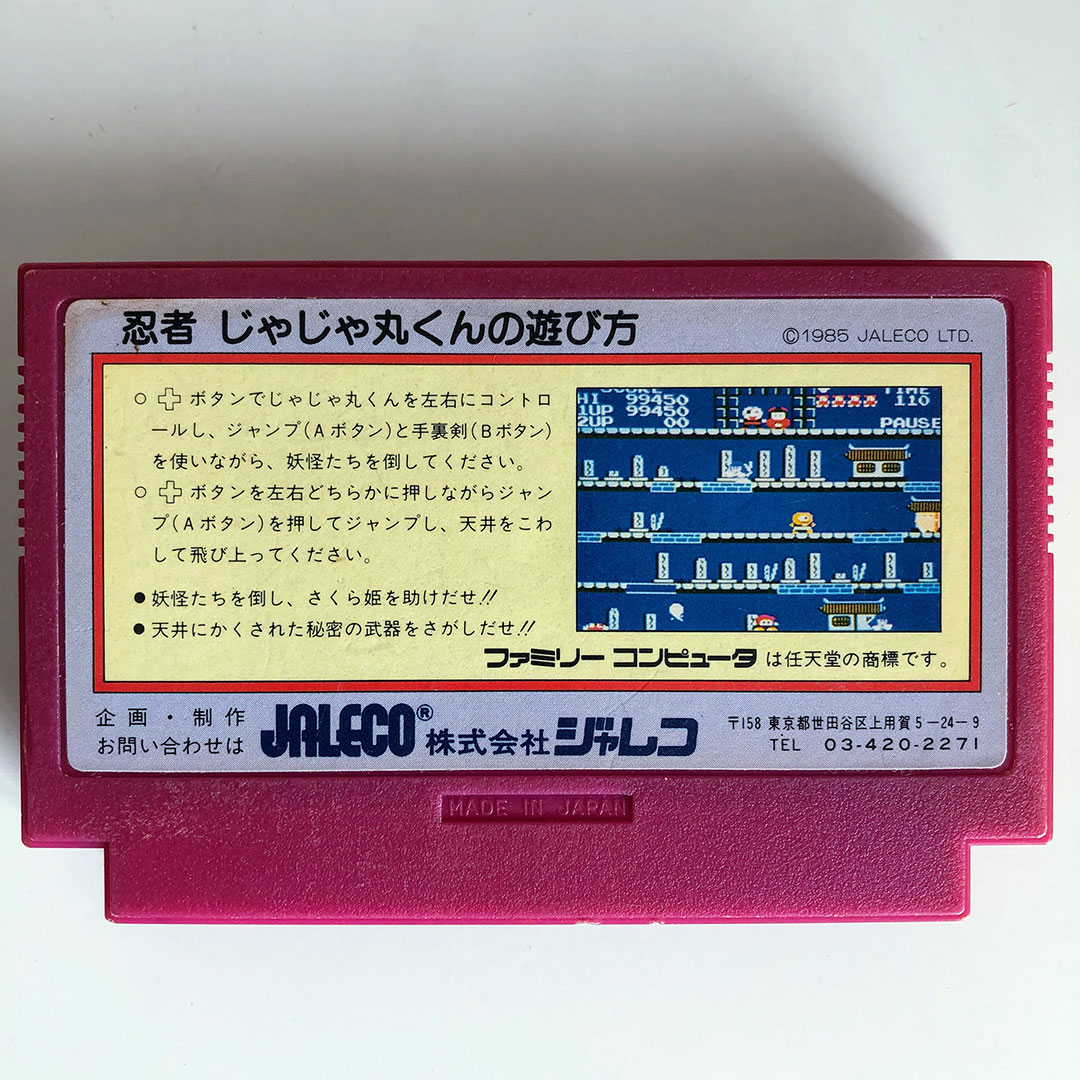 忍者 じゃじゃ丸くんの遊び方
©1985 JALECO LTD.
○ ✚ ボタンでじゃじゃ丸くんを左右にコントロ
ールし、ジャンプ(Aボタン)と手裏剣(Bボタン)
を使いながら、妖怪たちを倒してください。
○ ✚ ボタンを左右どちらかに押しながらジャン
プ(Aボタン)を押してジャンプし、天井をこわ
して飛び上ってください。
●妖怪たちを倒し、さくら姫を助けだせ!!
●天井にかくされた秘密の武器をさがしだせ!!
SCORE TIME
HI 99450 110
1UP 99450
2UP 00 PAUSE
ファミリーコンピュータ は任天堂の商標です。
企画・制作
お問い合わせは
JALECO® 株式会社ジャレコ
〒158 東京都世田谷区上用賀5-24-9
TEL 03-420-2271
MADE IN JAPAN